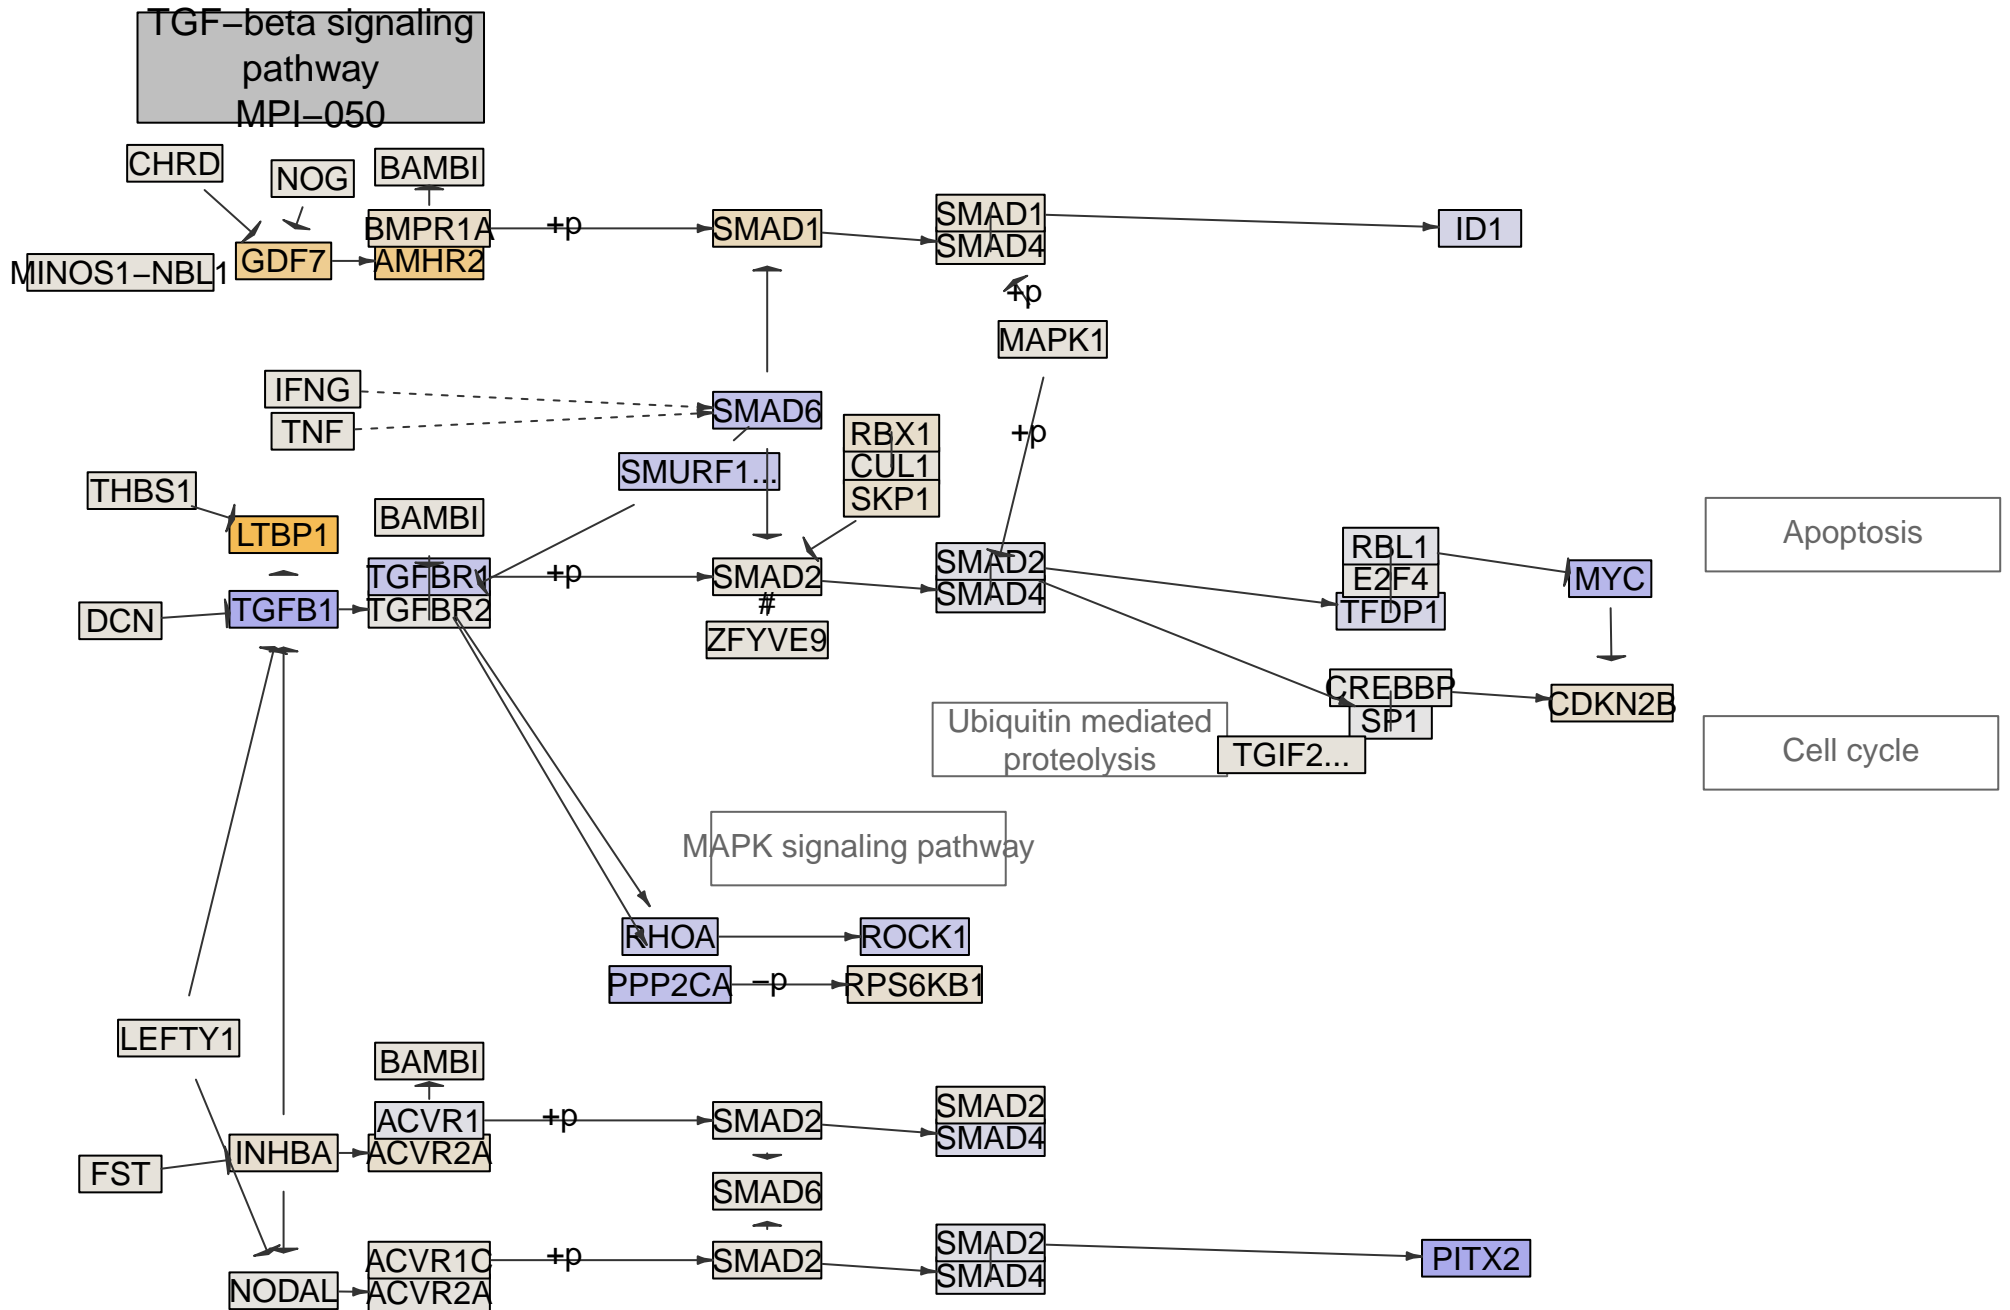 TGF−beta signaling
pathway
MPI−050
CHRD
NOG
BAMBI
BMPR1A
+p
SMAD1
SMAD1
SMAD4
ID1
MINOS1−NBL1
GDF7
AMHR2
+p
MAPK1
IFNG
TNF
SMAD6
RBX1
CUL1
SKP1
+p
SMURF1...
THBS1
LTBP1
BAMBI
TGFBR1
TGFBR2
+p
SMAD2
#
ZFYVE9
SMAD2
SMAD4
RBL1
E2F4
TFDP1
MYC
Apoptosis
DCN
TGFB1
CREBBP
SP1
TGIF2...
CDKN2B
Ubiquitin mediated
proteolysis
Cell cycle
MAPK signaling pathway
RHOA
ROCK1
PPP2CA
−p
RPS6KB1
LEFTY1
BAMBI
ACVR1
ACVR2A
+p
SMAD2
SMAD2
SMAD4
INHBA
FST
SMAD6
ACVR1C
ACVR2A
+p
SMAD2
SMAD2
SMAD4
PITX2
NODAL